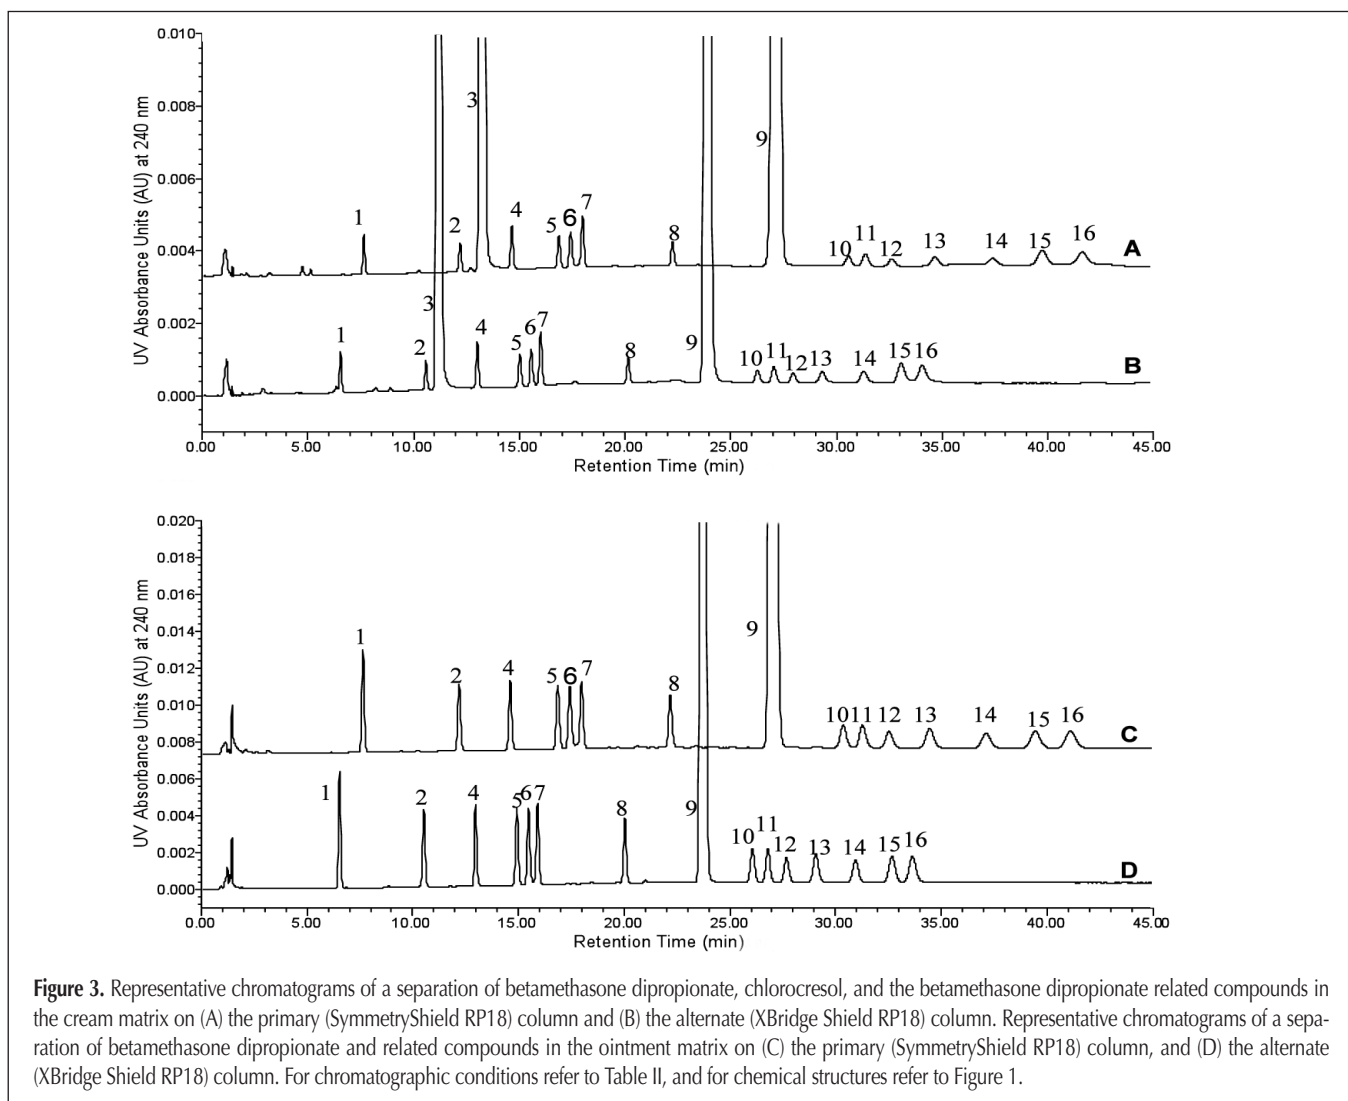 0.010
0.008
0.006
0.004
0.002
0.000
UV Absorbance Units (AU) at 240 nm
1 2 3 4 5 6 7 8 9 10 11 12 13 14 15 16 A
1 2 3 4 5 6 7 8 9 10 11 12 13 14 15 16 B
0.00 5.00 10.00 15.00 20.00 25.00 30.00 35.00 40.00 45.00
Retention Time (min)
0.020
0.018
0.016
0.014
0.012
0.010
0.008
0.006
0.004
0.002
0.000
UV Absorbance Units (AU) at 240 nm
1 2 4 5 6 7 8 9 10 11 12 13 14 15 16 C
1 2 4 5 6 7 8 9 10 11 12 13 14 15 16 D
0.00 5.00 10.00 15.00 20.00 25.00 30.00 35.00 40.00 45.00
Retention Time (min)
Figure 3. Representative chromatograms of a separation of betamethasone dipropionate, chlorocresol, and the betamethasone dipropionate related compounds in
the cream matrix on (A) the primary (SymmetryShield RP18) column and (B) the alternate (XBridge Shield RP18) column. Representative chromatograms of a sepa-
ration of betamethasone dipropionate and related compounds in the ointment matrix on (C) the primary (SymmetryShield RP18) column, and (D) the alternate
(XBridge Shield RP18) column. For chromatographic conditions refer to Table II, and for chemical structures refer to Figure 1.